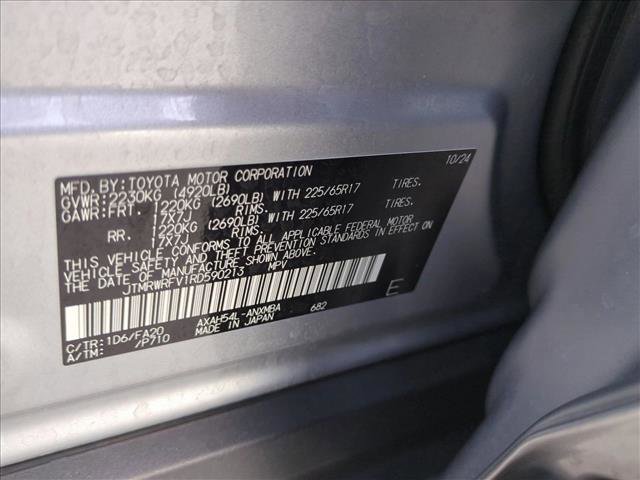 MFD. BY: TOYOTA MOTOR CORPORATION 10/24
GVWR: 2230KG (4920LB)
GAWR: FRT. 1220KG (2690LB) WITH 225/65R17 TIRES.
17X7J RIMS.
RR. 1220KG (2690LB) WITH 225/65R17 TIRES.
17X7J RIMS.
THIS VEHICLE CONFORMS TO ALL APPLICABLE FEDERAL MOTOR
VEHICLE SAFETY AND THEFT PREVENTION STANDARDS IN EFFECT ON
THE DATE OF MANUFACTURE SHOWN ABOVE.
JTMRWRFV1RD590213 MPV
E
AXAH54L-ANXMBA 682
C/TR: 1D6/FA20 MADE IN JAPAN
A/TM: /P710